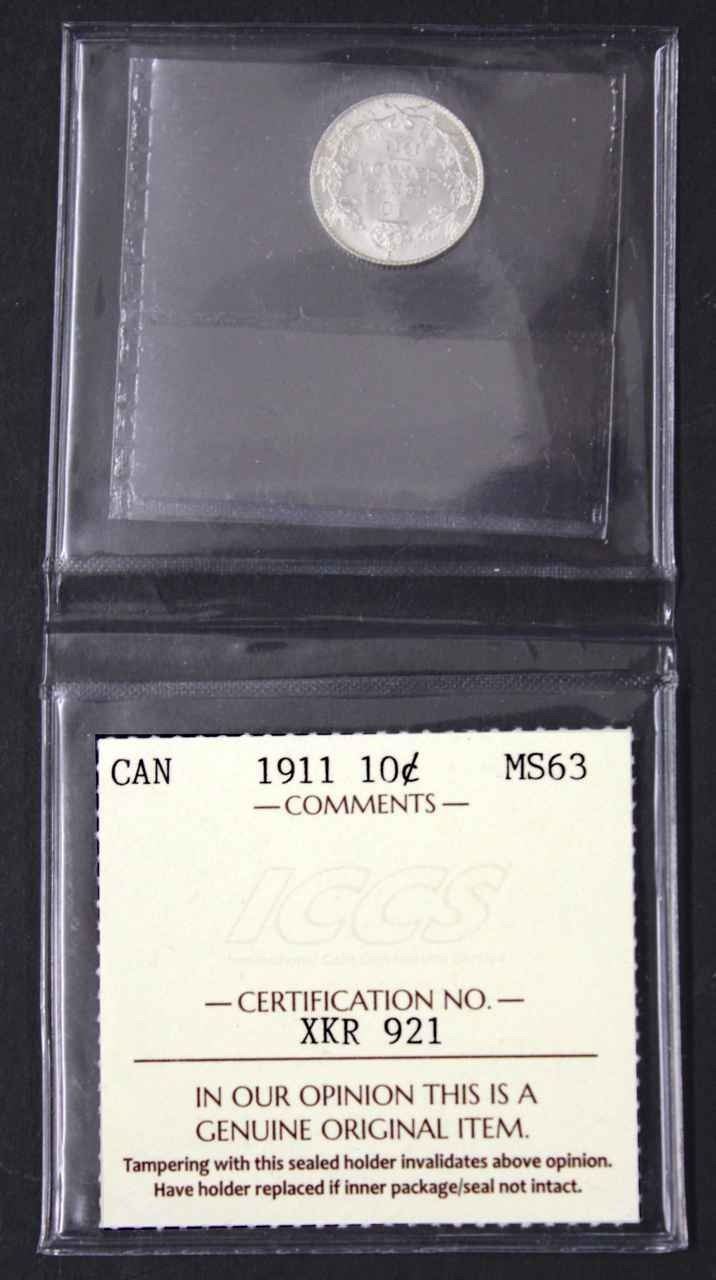 CAN 1911 10¢ MS63
— COMMENTS —
ICCS
— CERTIFICATION NO. —
XKR 921
IN OUR OPINION THIS IS A
GENUINE ORIGINAL ITEM.
Tampering with this sealed holder invalidates above opinion.
Have holder replaced if inner package/seal not intact.